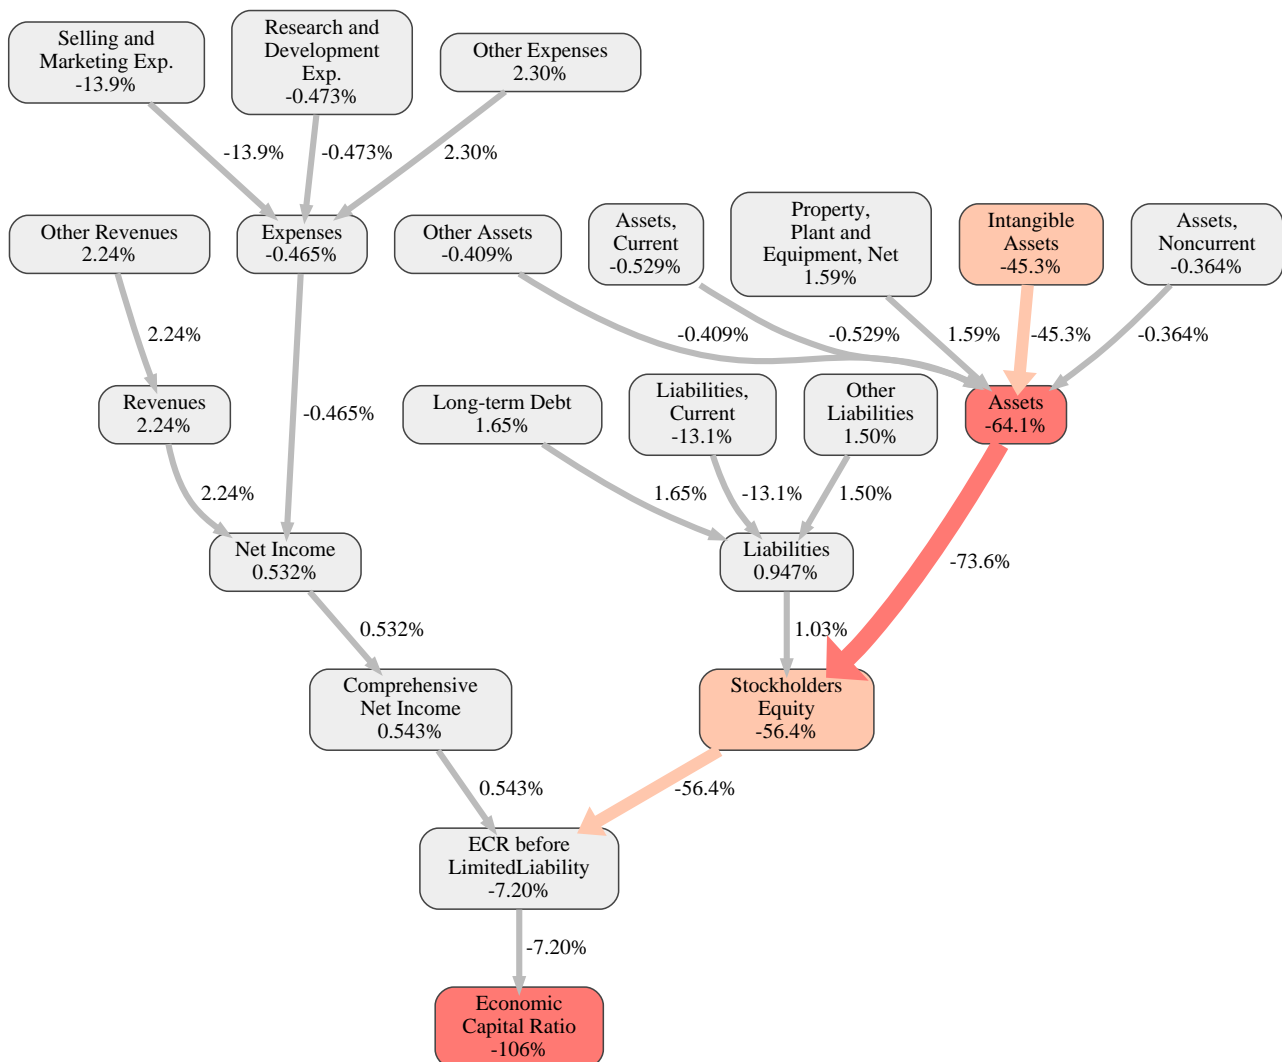 Selling and
Marketing Exp.
-13.9%
Research and
Development
Exp.
-0.473%
Other Expenses
2.30%
-13.9%
-0.473%
2.30%
Other Revenues
2.24%
Expenses
-0.465%
Other Assets
-0.409%
Assets,
Current
-0.529%
Property,
Plant and
Equipment, Net
1.59%
Intangible
Assets
-45.3%
Assets,
Noncurrent
-0.364%
2.24%
-0.409%
-0.529%
1.59%
-45.3%
-0.364%
Revenues
2.24%
-0.465%
Long-term Debt
1.65%
Liabilities,
Current
-13.1%
Other
Liabilities
1.50%
Assets
-64.1%
2.24%
1.65%
-13.1%
1.50%
Net Income
0.532%
Liabilities
0.947%
-73.6%
0.532%
1.03%
Comprehensive
Net Income
0.543%
Stockholders
Equity
-56.4%
0.543%
-56.4%
ECR before
LimitedLiability
-7.20%
-7.20%
Economic
Capital Ratio
-106%